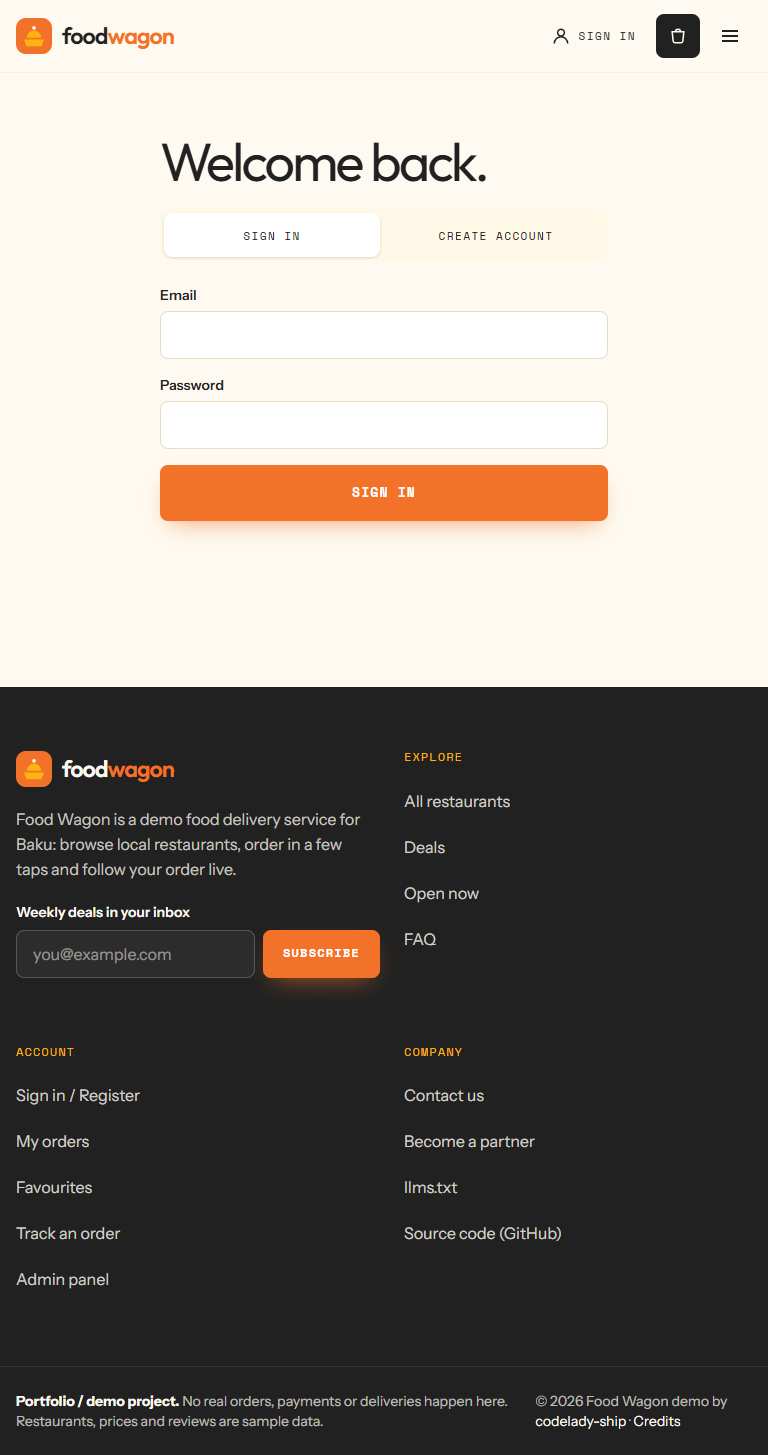 foodwagon
SIGN IN
Welcome back.
SIGN IN
CREATE ACCOUNT
Email
Password
SIGN IN
foodwagon
Food Wagon is a demo food delivery service for
Baku: browse local restaurants, order in a few
taps and follow your order live.
Weekly deals in your inbox
you@example.com
SUBSCRIBE
EXPLORE
All restaurants
Deals
Open now
FAQ
ACCOUNT
Sign in / Register
My orders
Favourites
Track an order
Admin panel
COMPANY
Contact us
Become a partner
llms.txt
Source code (GitHub)
Portfolio / demo project. No real orders, payments or deliveries happen here.
Restaurants, prices and reviews are sample data.
© 2026 Food Wagon demo by
codelady-ship · Credits